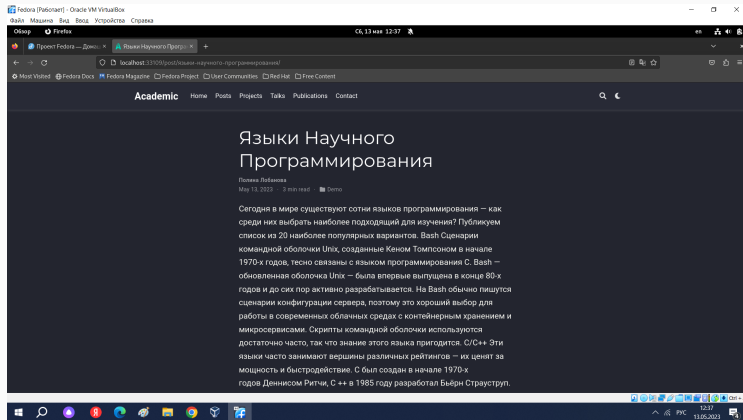 Fedora [Работает] - Oracle VM VirtualBox
Файл Машина Вид Ввод Устройства Справка
Обзор Firefox Сб, 13 мая 12:37 en
Проект Fedora — Дома Языки Научного Програ
localhost:33109/post/языки-научного-программирования/
Most Visited Fedora Docs Fedora Magazine Fedora Project User Communities Red Hat Free Content
Academic Home Posts Projects Talks Publications Contact
Языки Научного
Программирования
Полина Лобанова
May 13, 2023 · 3 min read · Demo
Сегодня в мире существуют сотни языков программирования — как
среди них выбрать наиболее подходящий для изучения? Публикуем
список из 20 наиболее популярных вариантов. Bash Сценарии
командной оболочки Unix, созданные Кеном Томпсоном в начале
1970-х годов, тесно связаны с языком программирования C. Bash —
обновленная оболочка Unix — была впервые выпущена в конце 80-х
годов и до сих пор активно разрабатывается. На Bash обычно пишутся
сценарии конфигурации сервера, поэтому это хороший выбор для
работы в современных облачных средах с контейнерным хранением и
микросервисами. Скрипты командной оболочки используются
достаточно часто, так что знание этого языка пригодится. C/C++ Эти
языки часто занимают вершины различных рейтингов — их ценят за
мощность и быстродействие. C был создан в начале 1970-х
годов Деннисом Ритчи, C ++ в 1985 году разработал Бьёрн Страуструп.
Ctrl
РУС 12:37
13.05.2023